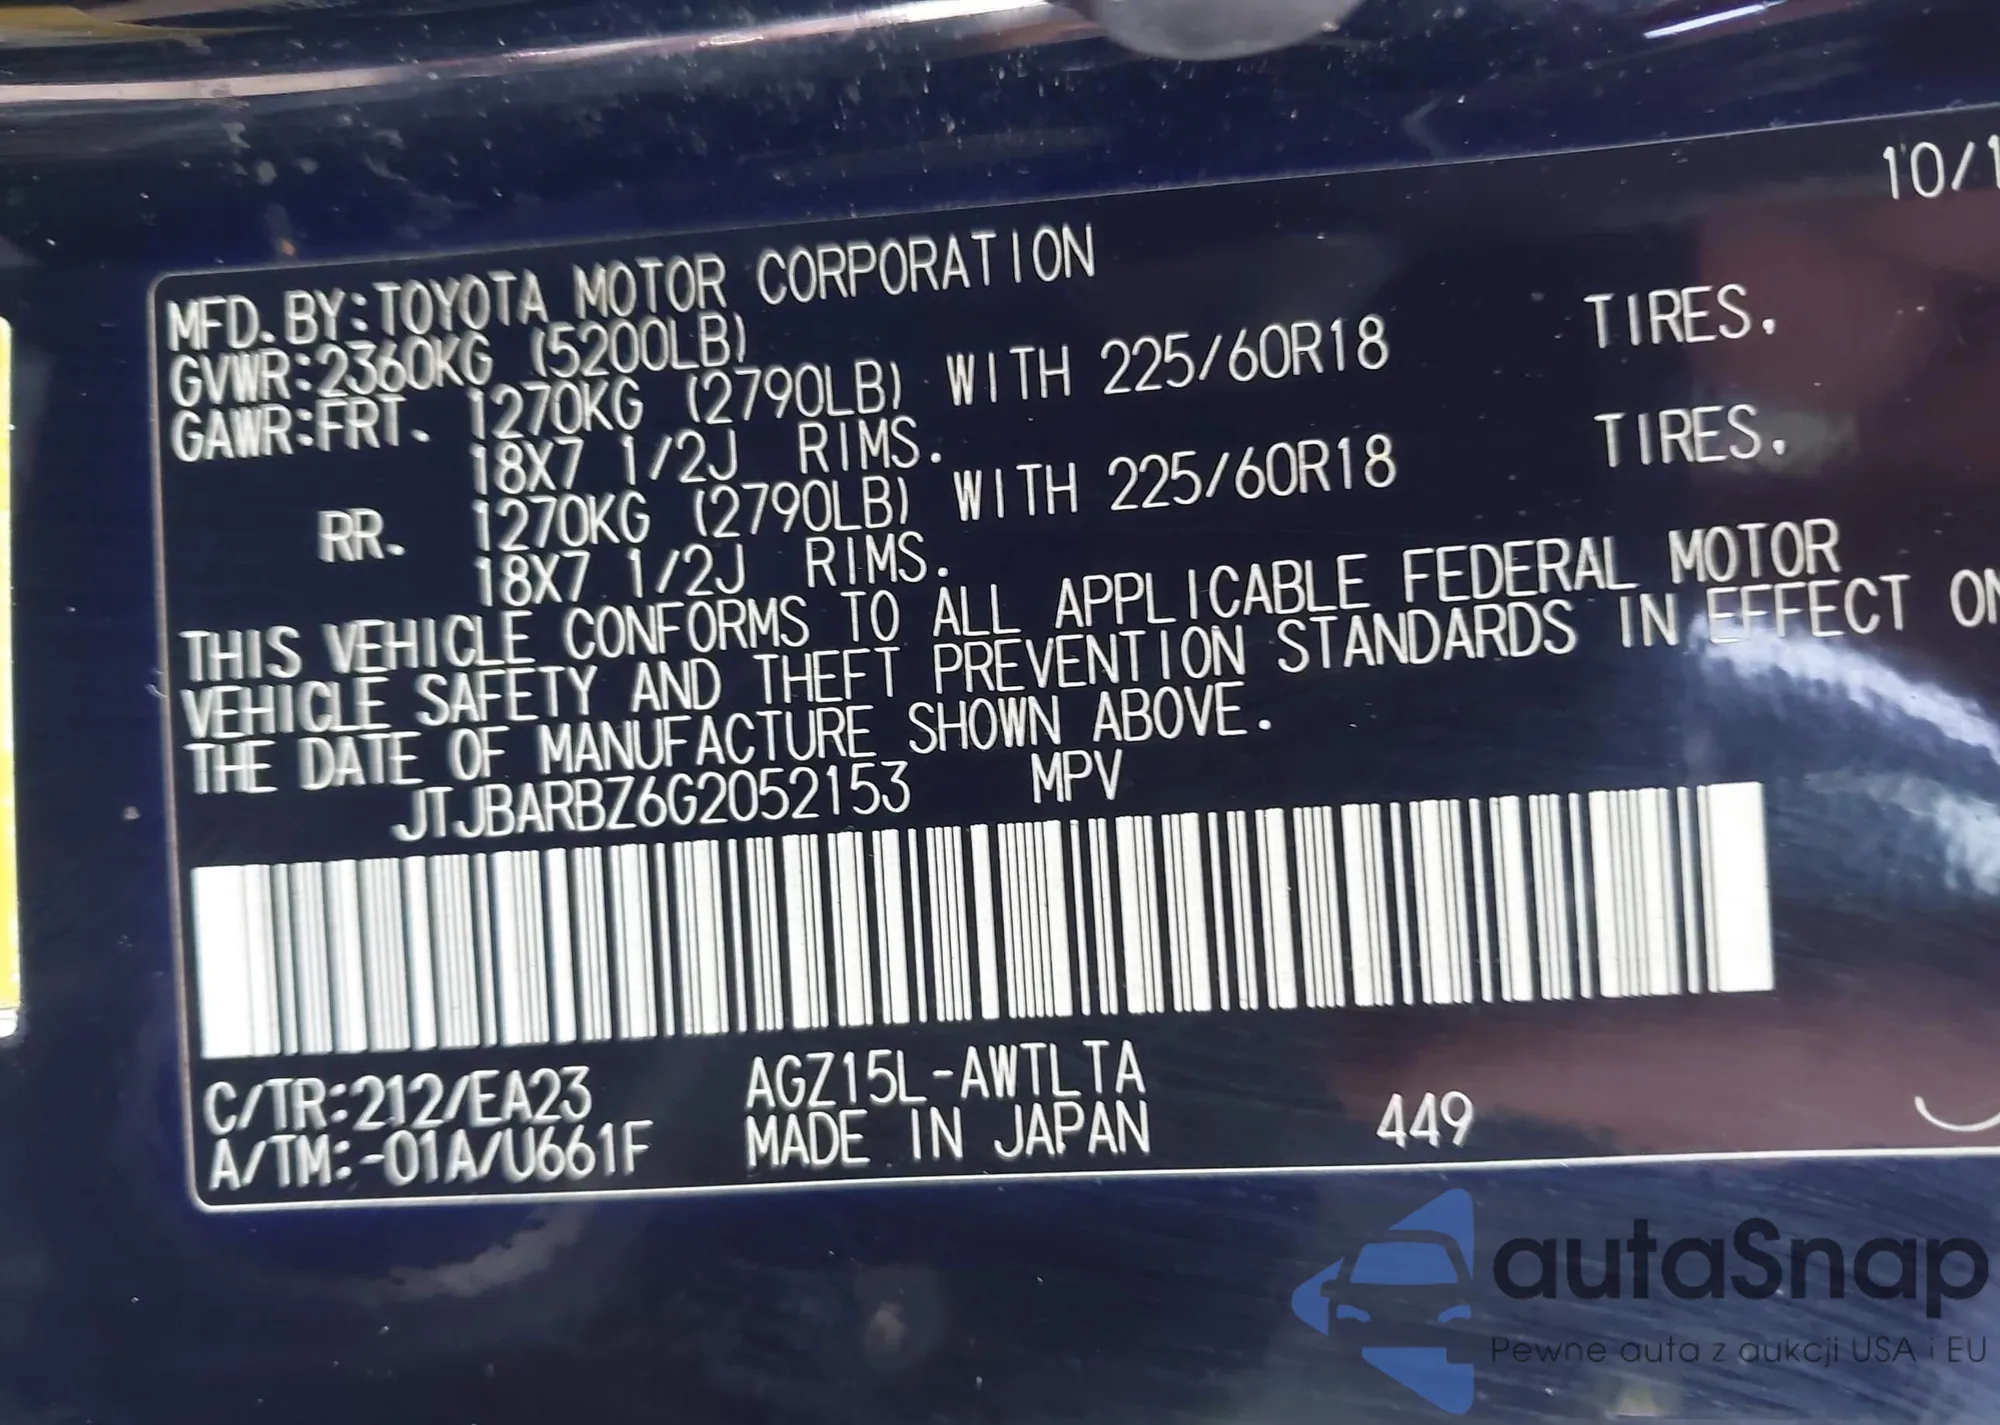 10/1
MFD. BY:TOYOTA MOTOR CORPORATION
GVWR:2360KG (5200LB)
GAWR:FRT. 1270KG (2790LB) WITH 225/60R18 TIRES,
18X7 1/2J RIMS.
RR. 1270KG (2790LB) WITH 225/60R18 TIRES,
18X7 1/2J RIMS.
THIS VEHICLE CONFORMS TO ALL APPLICABLE FEDERAL MOTOR
VEHICLE SAFETY AND THEFT PREVENTION STANDARDS IN EFFECT ON
THE DATE OF MANUFACTURE SHOWN ABOVE.
JTJBARBZ6G2052153 MPV
C/TR:212/EA23 AGZ15L-AWTLTA
A/TM:-01A/U661F MADE IN JAPAN 449
autaSnap
Pewne auta z aukcji USA i EU